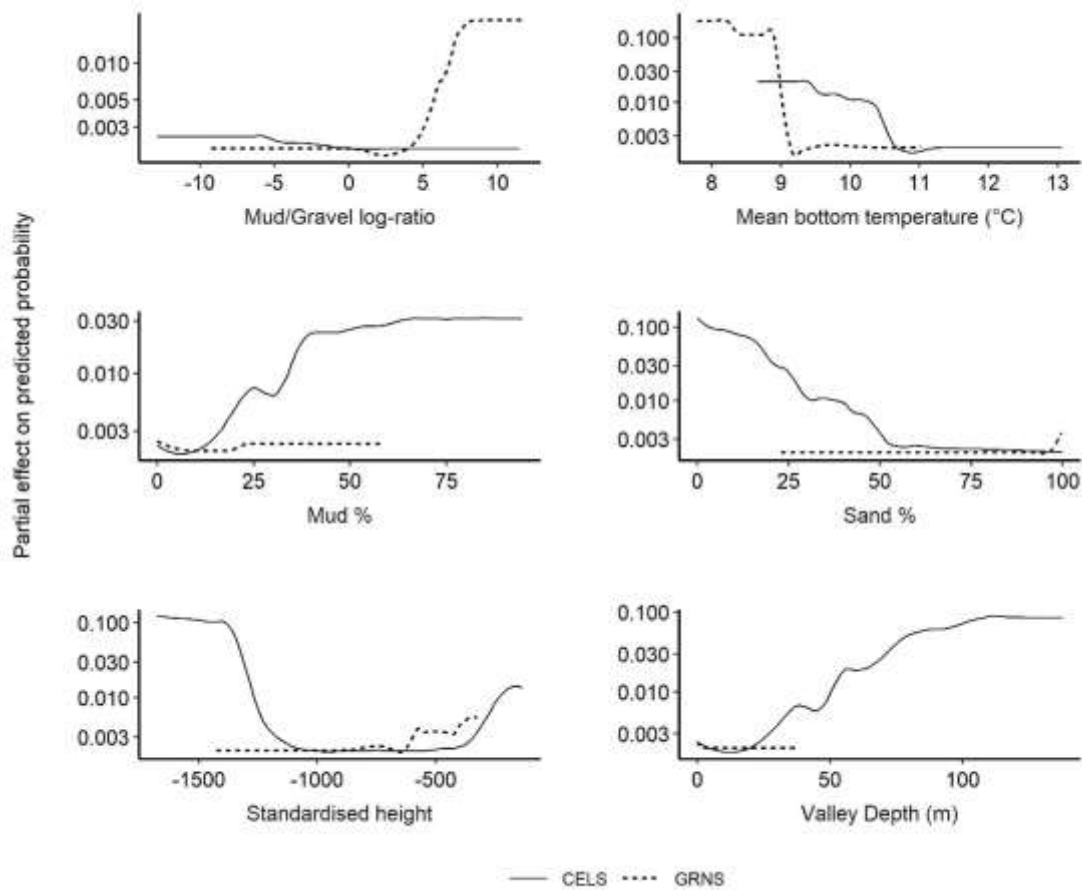 Partial effect on predicted probability
0.010
0.005
0.003
-10 -5 0 5 10
Mud/Gravel log-ratio
0.100
0.030
0.010
0.003
8 9 10 11 12 13
Mean bottom temperature (°C)
0.030
0.010
0.003
0 25 50 75
Mud %
0.100
0.030
0.010
0.003
0 25 50 75 100
Sand %
0.100
0.030
0.010
0.003
-1500 -1000 -500
Standardised height
0.100
0.030
0.010
0.003
0 50 100
Valley Depth (m)
CELS GRNS